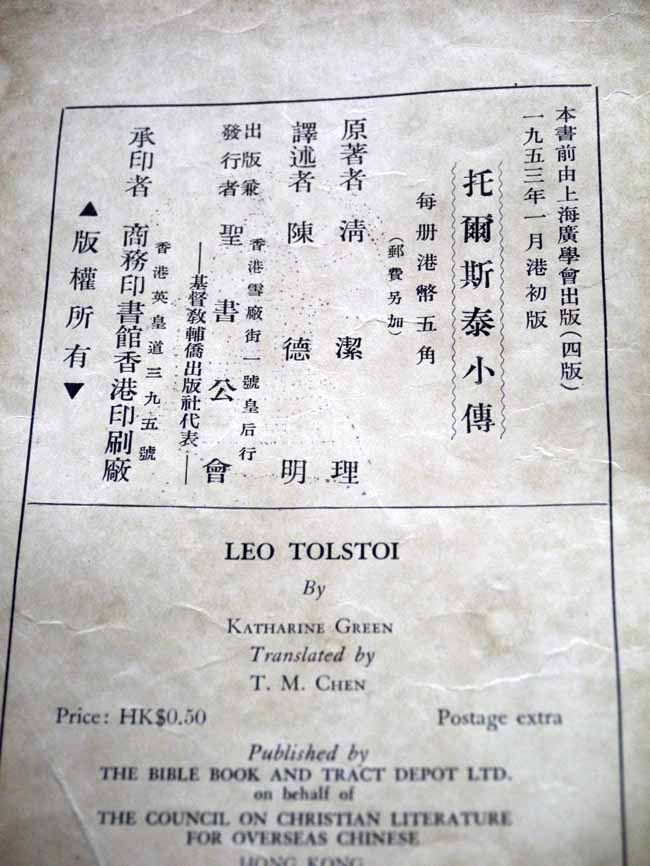 本書前由上海廣學會出版(四版)
一九五三年一月港初版
托爾斯泰小傳
每册港幣五角
(郵費另加)
原著者 清潔理
譯述者 陳德明
出版兼發行者 聖書公會
香港雪廠街一號皇后行
——基督教輔僑出版社代表——
承印者 商務印書館香港印刷廠
香港英皇道三九五號
▲版權所有▼
LEO TOLSTOI
By
KATHARINE GREEN
Translated by
T. M. CHEN
Price: HK$0.50 Postage extra
Published by
THE BIBLE BOOK AND TRACT DEPOT LTD.
on behalf of
THE COUNCIL ON CHRISTIAN LITERATURE
FOR OVERSEAS CHINESE
HONG KONG